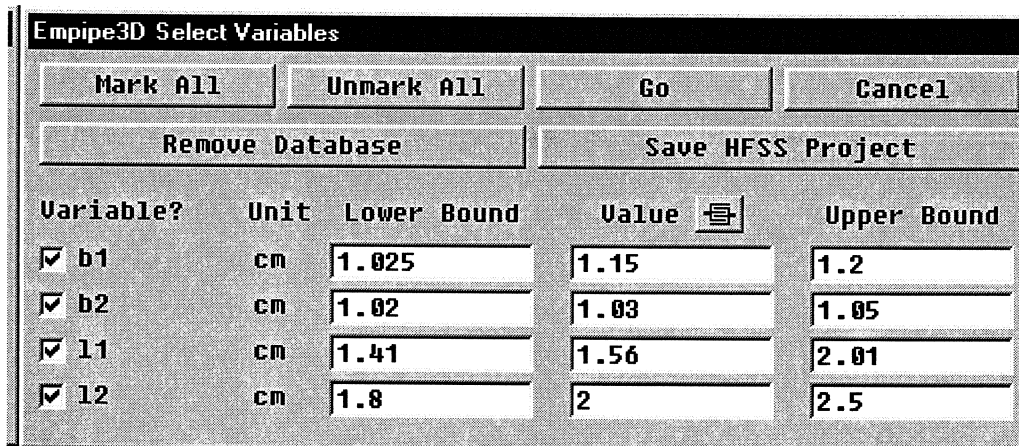 Empipe3D Select Variables
Mark All Unmark All Go Cancel
Remove Database Save HFSS Project
Variable? Unit Lower Bound Value Upper Bound
b1 cm 1.025 1.15 1.2
b2 cm 1.02 1.03 1.05
l1 cm 1.41 1.56 2.01
l2 cm 1.8 2 2.5